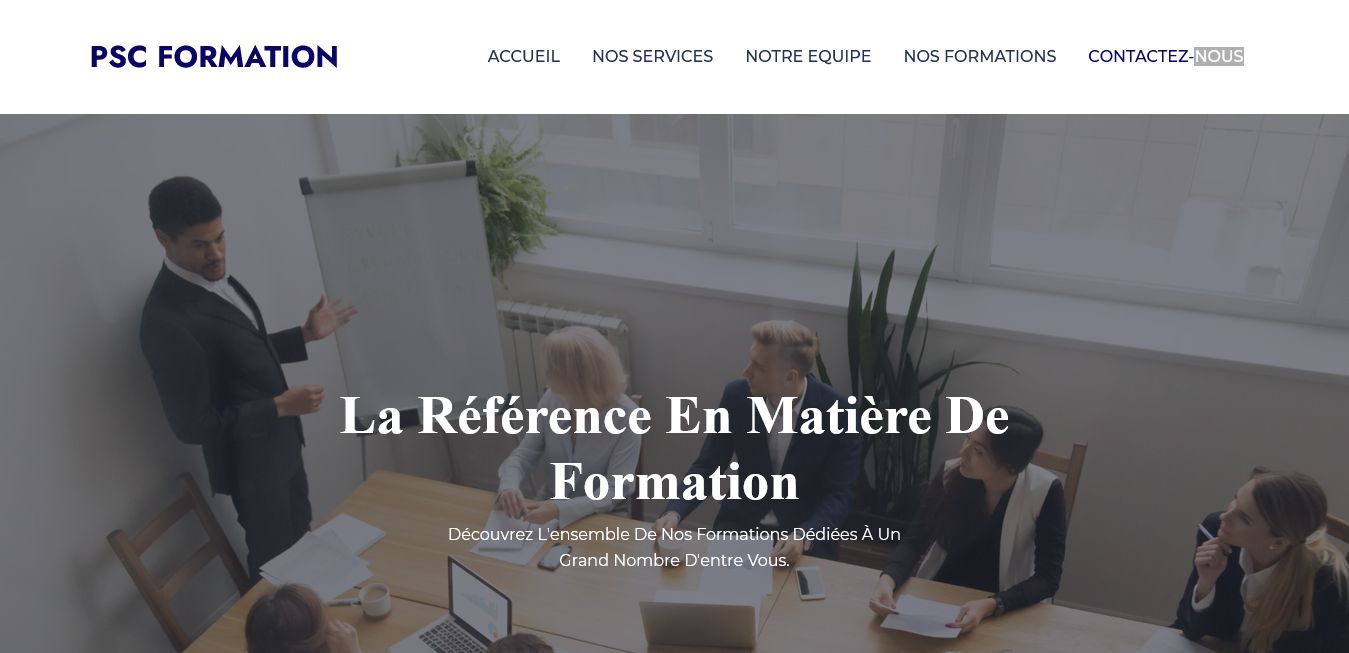 PSC FORMATION
ACCUEIL NOS SERVICES NOTRE EQUIPE NOS FORMATIONS CONTACTEZ-NOUS
La Référence En Matière De
Formation
Découvrez L'ensemble De Nos Formations Dédiées À Un
Grand Nombre D'entre Vous.